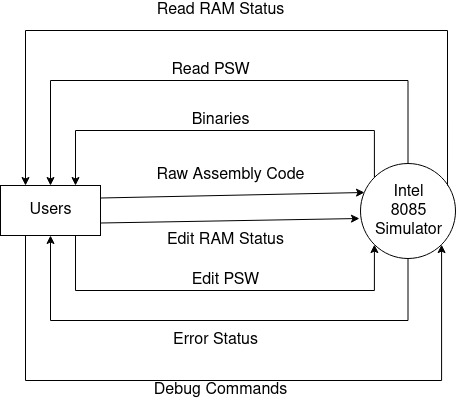 Read RAM Status
Read PSW
Binaries
Raw Assembly Code
Users
Intel
8085
Simulator
Edit RAM Status
Edit PSW
Error Status
Debug Commands